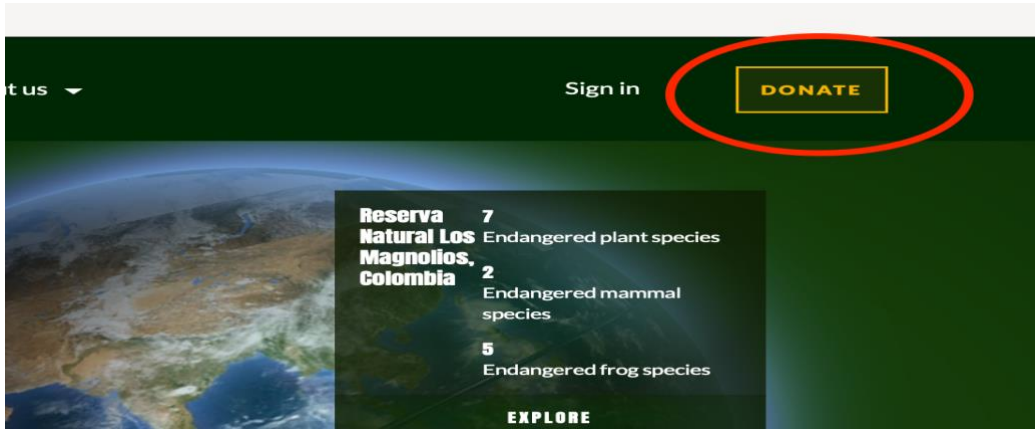 t us
Sign in
DONATE
Reserva
Natural Los
Magnolios,
Colombia
7
Endangered plant species
2
Endangered mammal
species
5
Endangered frog species
EXPLORE